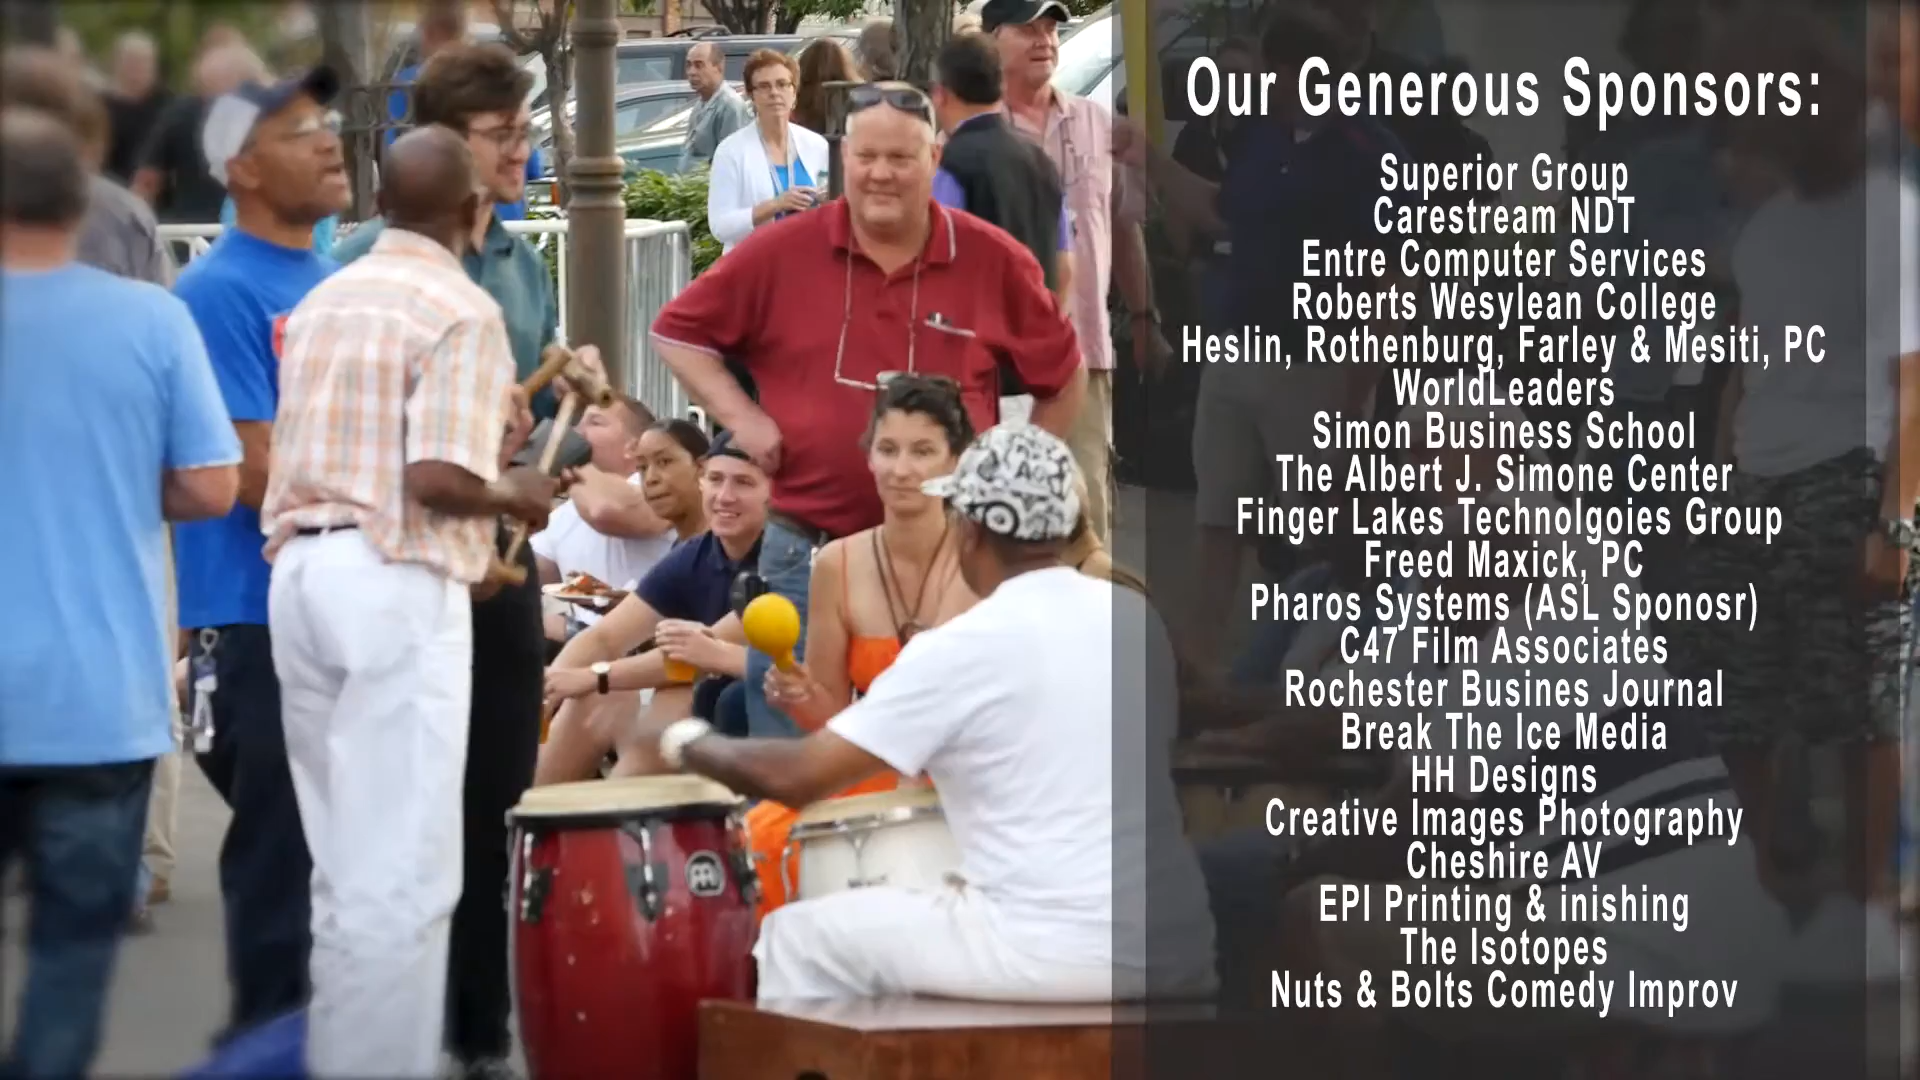 Our Generous Sponsors:
Superior Group
Carestream NDT
Entre Computer Services
Roberts Wesylean College
Heslin, Rothenburg, Farley & Mesiti, PC
WorldLeaders
Simon Business School
The Albert J. Simone Center
Finger Lakes Technolgoies Group
Freed Maxick, PC
Pharos Systems (ASL Sponosr)
C47 Film Associates
Rochester Busines Journal
Break The Ice Media
HH Designs
Creative Images Photography
Cheshire AV
EPI Printing & inishing
The Isotopes
Nuts & Bolts Comedy Improv